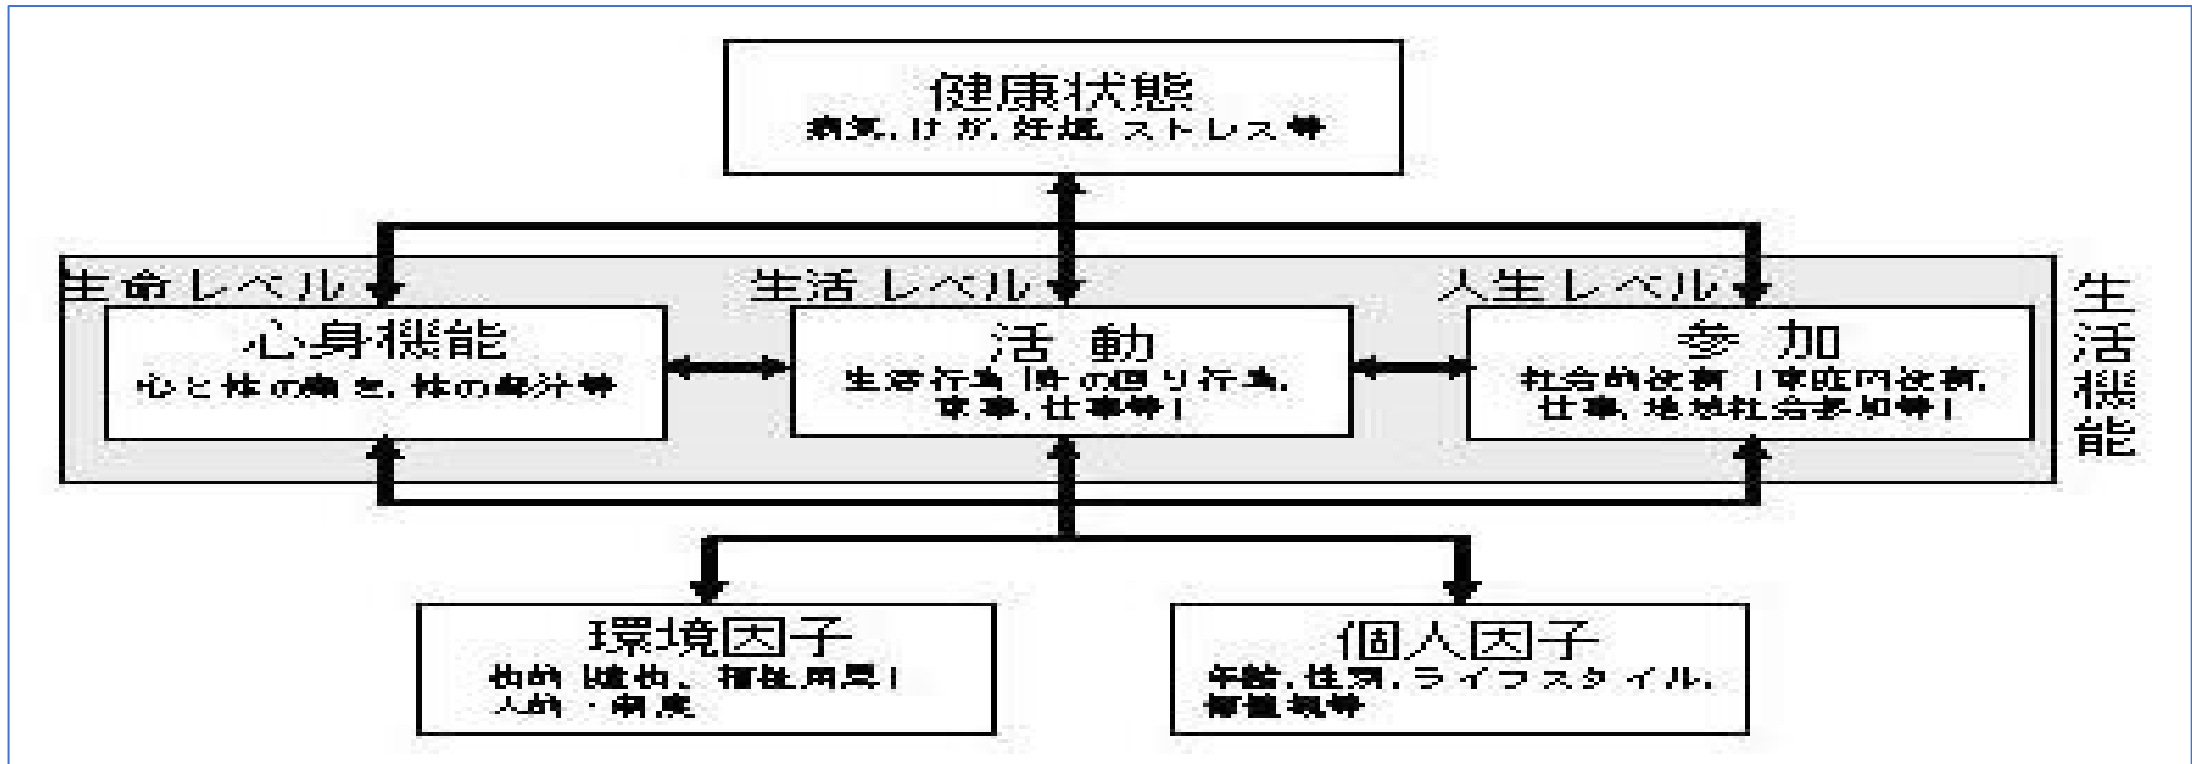 健康状態
病気,けが,妊娠,ストレス等
生命レベル
生活レベル
人生レベル
生活機能
心身機能
心と体の働き,体の部分等
活 動
生活行為(身の回り行為,
家事,仕事等)
参 加
社会的役割(家庭内役割,
仕事,地域社会参加等)
環境因子
物的(建物、福祉用具)
人的・制度
個人因子
年齢,性別,ライフスタイル,
価値観等